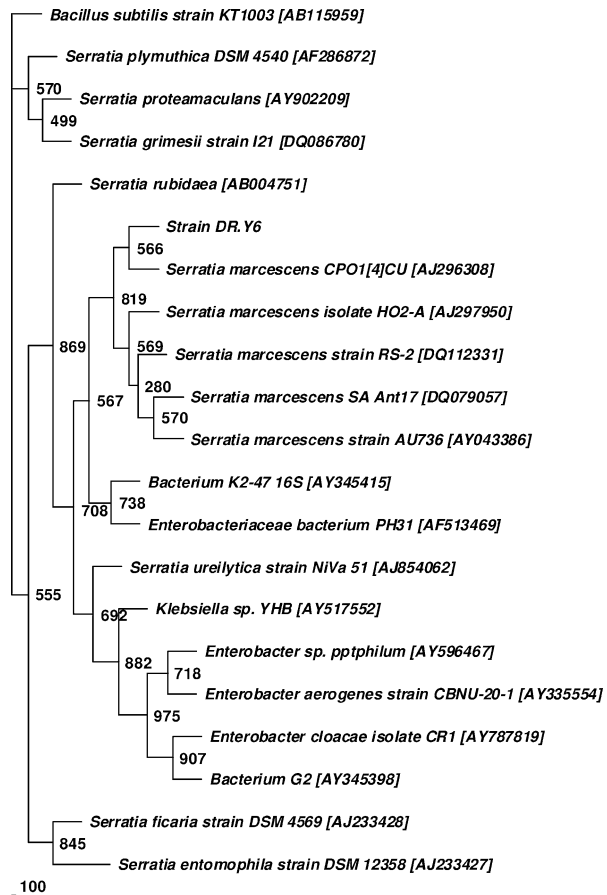 Bacillus subtilis strain KT1003 [AB115959]
Serratia plymuthica DSM 4540 [AF286872]
570
Serratia proteamaculans [AY902209]
499
Serratia grimesii strain I21 [DQ086780]
Serratia rubidaea [AB004751]
Strain DR.Y6
566
Serratia marcescens CPO1[4]CU [AJ296308]
819
Serratia marcescens isolate HO2-A [AJ297950]
869
569
Serratia marcescens strain RS-2 [DQ112331]
280
567
Serratia marcescens SA Ant17 [DQ079057]
570
Serratia marcescens strain AU736 [AY043386]
Bacterium K2-47 16S [AY345415]
708
738
Enterobacteriaceae bacterium PH31 [AF513469]
Serratia ureilytica strain NiVa 51 [AJ854062]
555
692
Klebsiella sp. YHB [AY517552]
Enterobacter sp. pptphilum [AY596467]
882
718
Enterobacter aerogenes strain CBNU-20-1 [AY335554]
975
Enterobacter cloacae isolate CR1 [AY787819]
907
Bacterium G2 [AY345398]
Serratia ficaria strain DSM 4569 [AJ233428]
845
Serratia entomophila strain DSM 12358 [AJ233427]
100